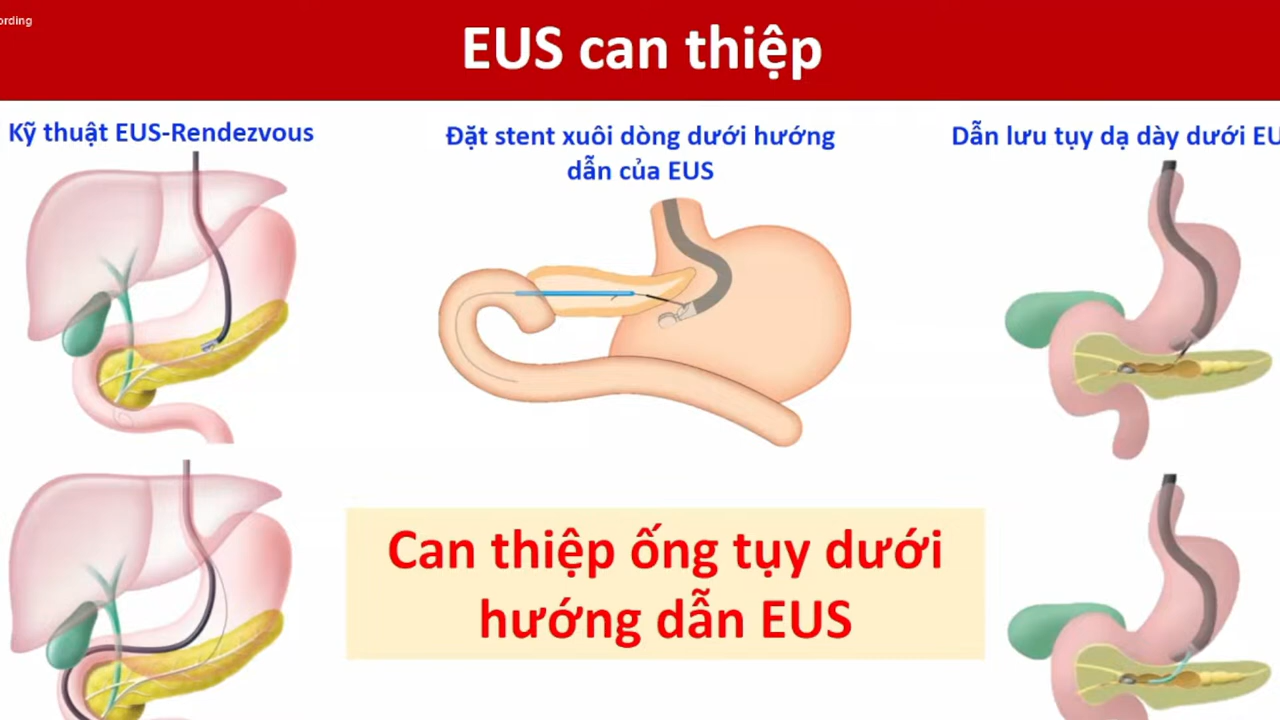 ording
EUS can thiệp
Kỹ thuật EUS-Rendezvous
Đặt stent xuôi dòng dưới hướng
dẫn của EUS
Dẫn lưu tụy dạ dày dưới EU
Can thiệp ống tụy dưới
hướng dẫn EUS